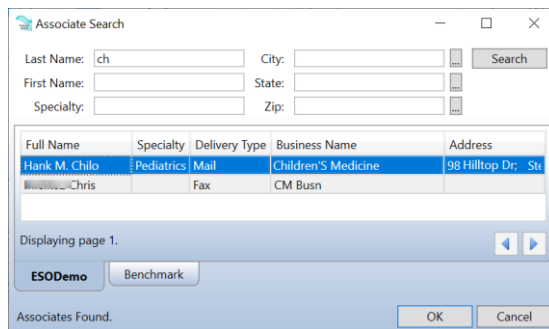 Associate Search
Last Name: ch City: ... Search
First Name: State: ...
Specialty: Zip: ...
Full Name Specialty Delivery Type Business Name Address
Hank M. Chilo Pediatrics Mail Children'S Medicine 98 Hilltop Dr; Ste
Chris Fax CM Busn
Displaying page 1.
ESODemo Benchmark
Associates Found. OK Cancel